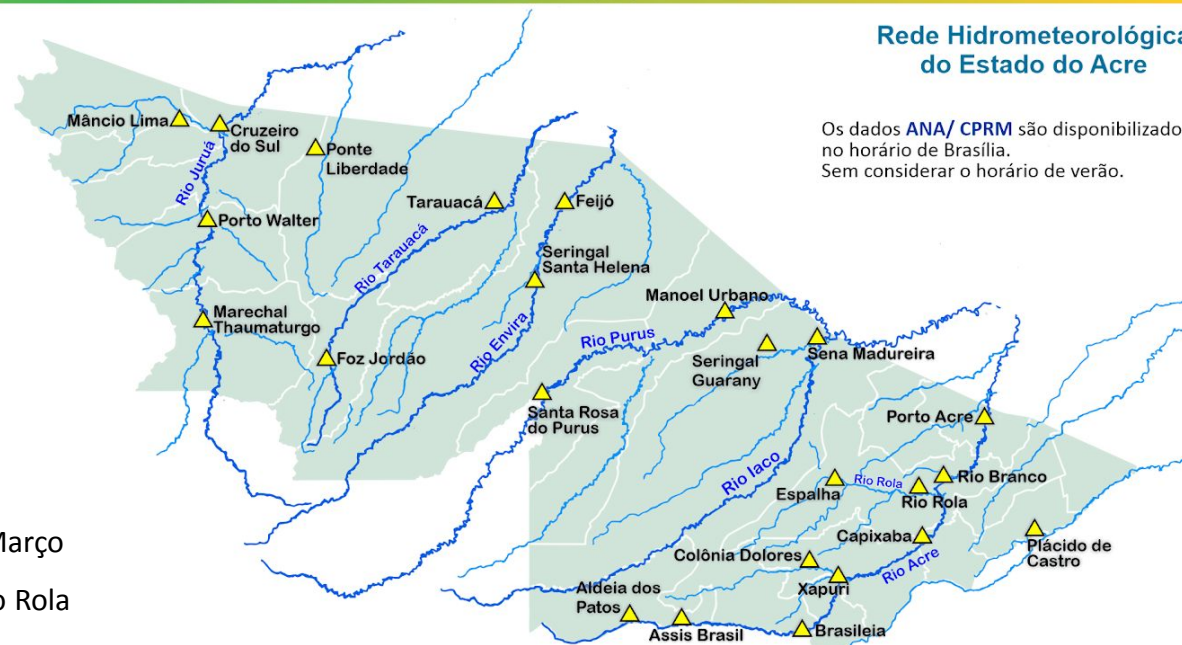 Rede Hidrometeorológica
do Estado do Acre
Os dados ANA/ CPRM são disponibilizado
no horário de Brasília.
Sem considerar o horário de verão.
Mâncio Lima
Cruzeiro
do Sul
Ponte
Liberdade
Rio Juruá
Porto Walter
Tarauacá
Feijó
Rio Tarauacá
Seringal
Santa Helena
Marechal
Thaumaturgo
Foz Jordão
Rio Envira
Manoel Urbano
Rio Purus
Seringal
Guarany
Sena Madureira
Santa Rosa
do Purus
Porto Acre
Rio Iaco
Espalha
Rio Rola
Rio Rola
Rio Branco
Capixaba
Plácido de
Castro
Colônia Dolores
Rio Acre
Xapuri
Aldeia dos
Patos
Assis Brasil
Brasileia
Março
o Rola